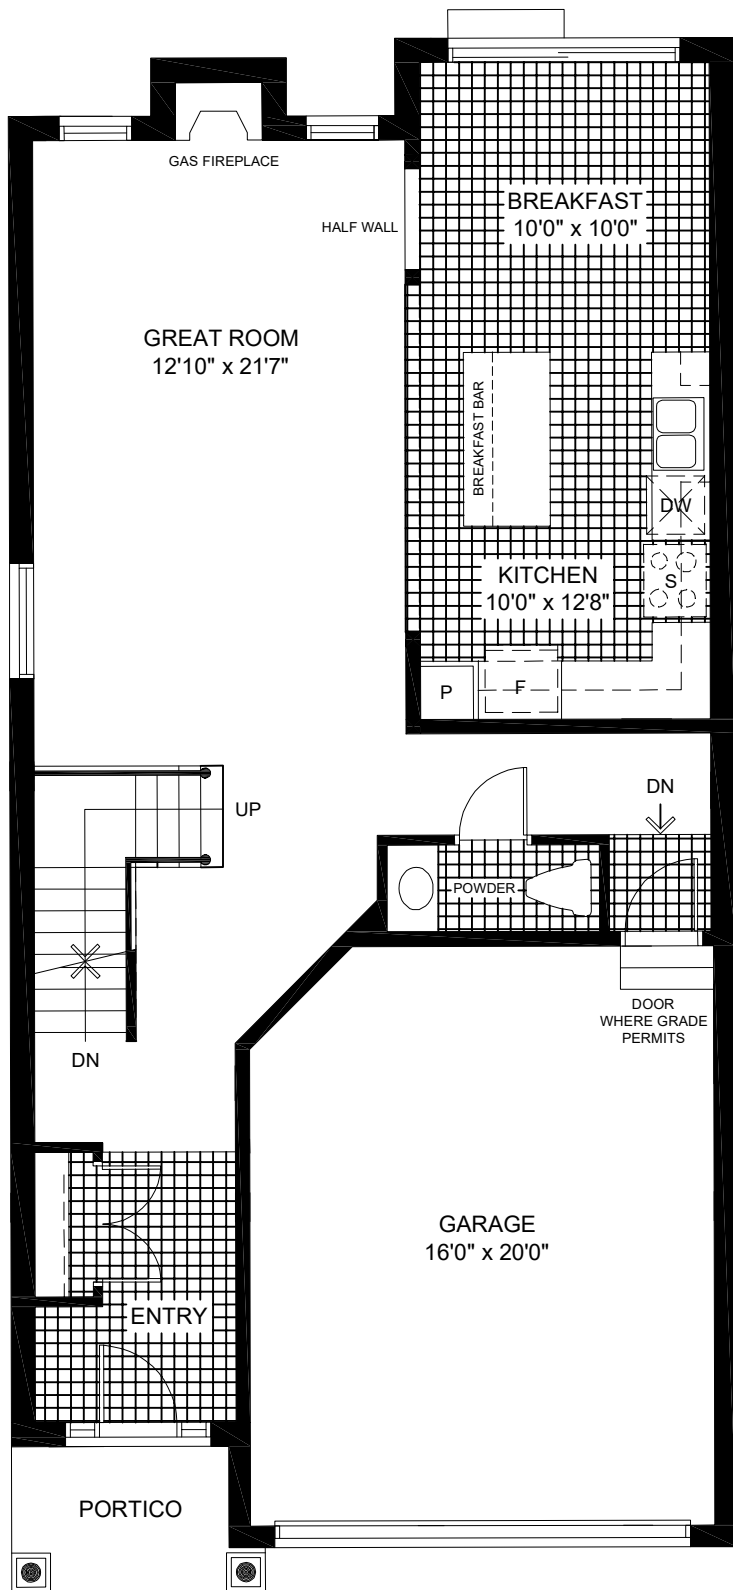 GAS FIREPLACE
HALF WALL
BREAKFAST
10'0" x 10'0"
GREAT ROOM
12'10" x 21'7"
BREAKFAST BAR
DW
KITCHEN
10'0" x 12'8"
S
P
F
UP
DN
POWDER
DOOR
WHERE GRADE
PERMITS
DN
GARAGE
16'0" x 20'0"
ENTRY
PORTICO